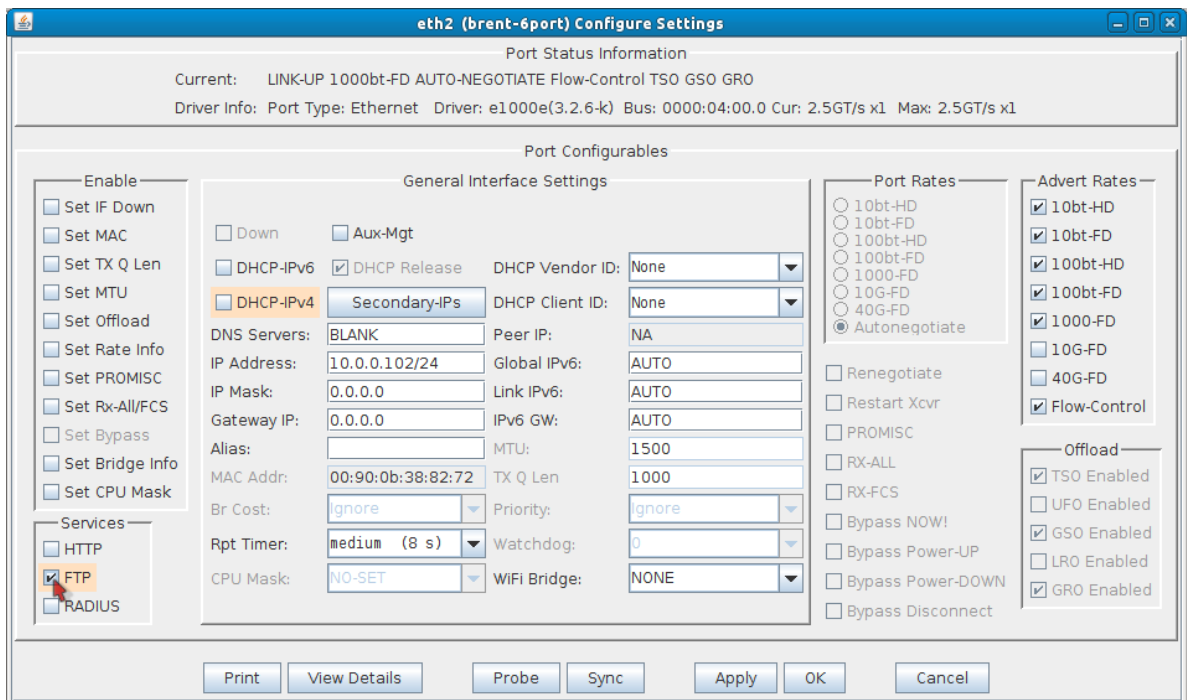 eth2 (brent-6port) Configure Settings
Port Status Information
Current: LINK-UP 1000bt-FD AUTO-NEGOTIATE Flow-Control TSO GSO GRO
Driver Info: Port Type: Ethernet Driver: e1000e(3.2.6-k) Bus: 0000:04:00.0 Cur: 2.5GT/s x1 Max: 2.5GT/s x1
Port Configurables
Enable
Set IF Down
Set MAC
Set TX Q Len
Set MTU
Set Offload
Set Rate Info
Set PROMISC
Set Rx-All/FCS
Set Bypass
Set Bridge Info
Set CPU Mask
Services
HTTP
FTP
RADIUS
General Interface Settings
Down Aux-Mgt
DHCP-IPv6 DHCP Release DHCP Vendor ID: None
DHCP-IPv4 Secondary-IPs DHCP Client ID: None
DNS Servers: BLANK Peer IP: NA
IP Address: 10.0.0.102/24 Global IPv6: AUTO
IP Mask: 0.0.0.0 Link IPv6: AUTO
Gateway IP: 0.0.0.0 IPv6 GW: AUTO
Alias: MTU: 1500
MAC Addr: 00:90:0b:38:82:72 TX Q Len 1000
Br Cost: Ignore Priority: Ignore
Rpt Timer: medium (8 s) Watchdog: 0
CPU Mask: NO-SET WiFi Bridge: NONE
Port Rates
10bt-HD
10bt-FD
100bt-HD
100bt-FD
1000-FD
10G-FD
40G-FD
Autonegotiate
Renegotiate
Restart Xcvr
PROMISC
RX-ALL
RX-FCS
Bypass NOW!
Bypass Power-UP
Bypass Power-DOWN
Bypass Disconnect
Advert Rates
10bt-HD
10bt-FD
100bt-HD
100bt-FD
1000-FD
10G-FD
40G-FD
Flow-Control
Offload
TSO Enabled
UFO Enabled
GSO Enabled
LRO Enabled
GRO Enabled
Print View Details Probe Sync Apply OK Cancel